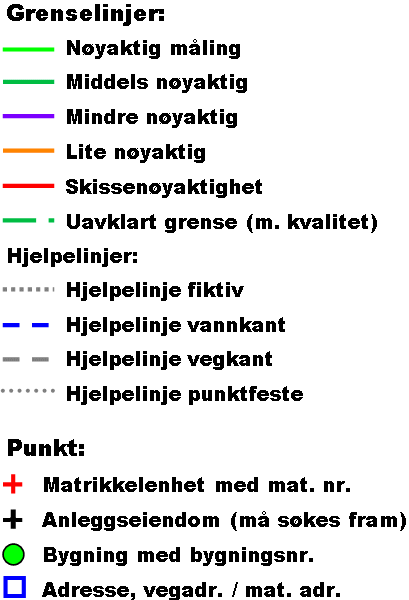 Grenselinjer:
Nøyaktig måling
Middels nøyaktig
Mindre nøyaktig
Lite nøyaktig
Skissenøyaktighet
Uavklart grense (m. kvalitet)
Hjelpelinjer:
Hjelpelinje fiktiv
Hjelpelinje vannkant
Hjelpelinje vegkant
Hjelpelinje punktfeste
Punkt:
Matrikkelenhet med mat. nr.
Anleggseiendom (må søkes fram)
Bygning med bygningsnr.
Adresse, vegadr. / mat. adr.